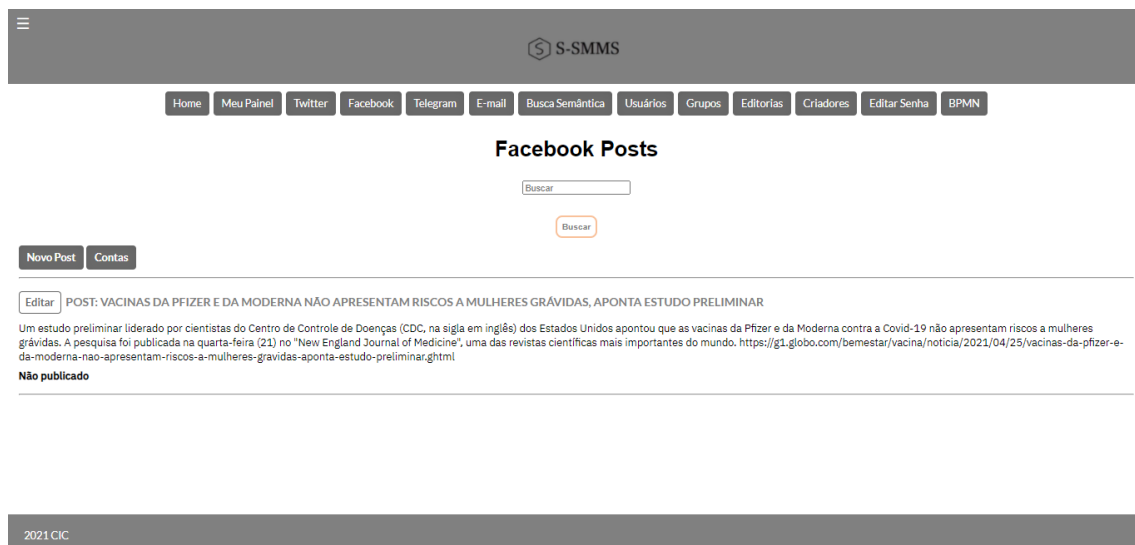 ☰
S-SMMS
Home Meu Painel Twitter Facebook Telegram E-mail Busca Semântica Usuários Grupos Editorias Criadores Editar Senha BPMN
Facebook Posts
Buscar
Buscar
Novo Post Contas
Editar POST: VACINAS DA PFIZER E DA MODERNA NÃO APRESENTAM RISCOS A MULHERES GRÁVIDAS, APONTA ESTUDO PRELIMINAR
Um estudo preliminar liderado por cientistas do Centro de Controle de Doenças (CDC, na sigla em inglês) dos Estados Unidos apontou que as vacinas da Pfizer e da Moderna contra a Covid-19 não apresentam riscos a mulheres
grávidas. A pesquisa foi publicada na quarta-feira (21) no "New England Journal of Medicine", uma das revistas científicas mais importantes do mundo. https://g1.globo.com/bemestar/vacina/noticia/2021/04/25/vacinas-da-pfizer-e-
da-moderna-nao-apresentam-riscos-a-mulheres-gravidas-aponta-estudo-preliminar.ghtml
Não publicado
2021 CIC